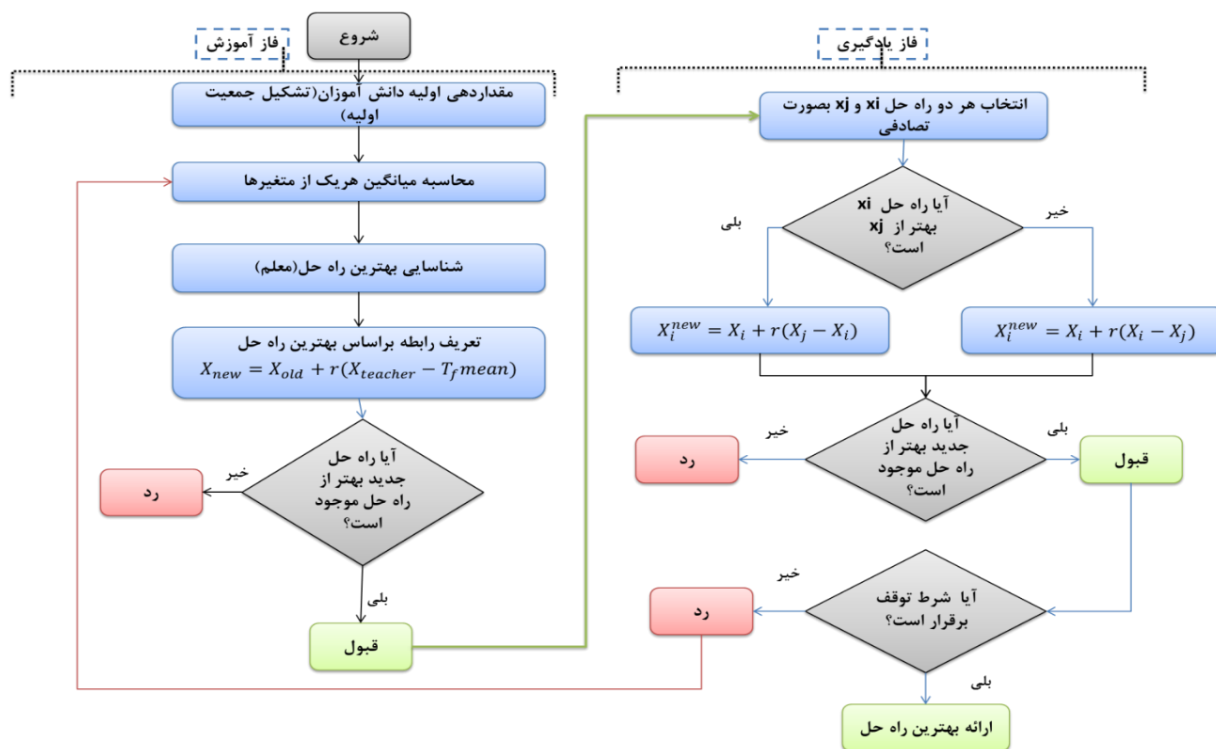 شروع
فاز آموزش
مقداردهی اولیه دانش آموزان(تشکیل جمعیت
اولیه)
محاسبه میانگین هریک از متغیرها
شناسایی بهترین راه حل(معلم)
تعریف رابطه براساس بهترین راه حل
X_{new} = X_{old} + r(X_{teacher} − T_f mean)
آیا راه حل
جدید بهتر از
راه حل موجود
است؟
خیر
رد
بلی
قبول
فاز یادگیری
انتخاب هر دو راه حل xi و xj بصورت
تصادفی
آیا راه حل xi
بهتر از xj
است؟
خیر
بلی
X_i^{new} = X_i + r(X_i − X_j)
X_i^{new} = X_i + r(X_j − X_i)
آیا راه حل
جدید بهتر از
راه حل موجود
است؟
بلی
قبول
خیر
رد
آیا شرط توقف
برقرار است؟
خیر
رد
بلی
ارائه بهترین راه حل